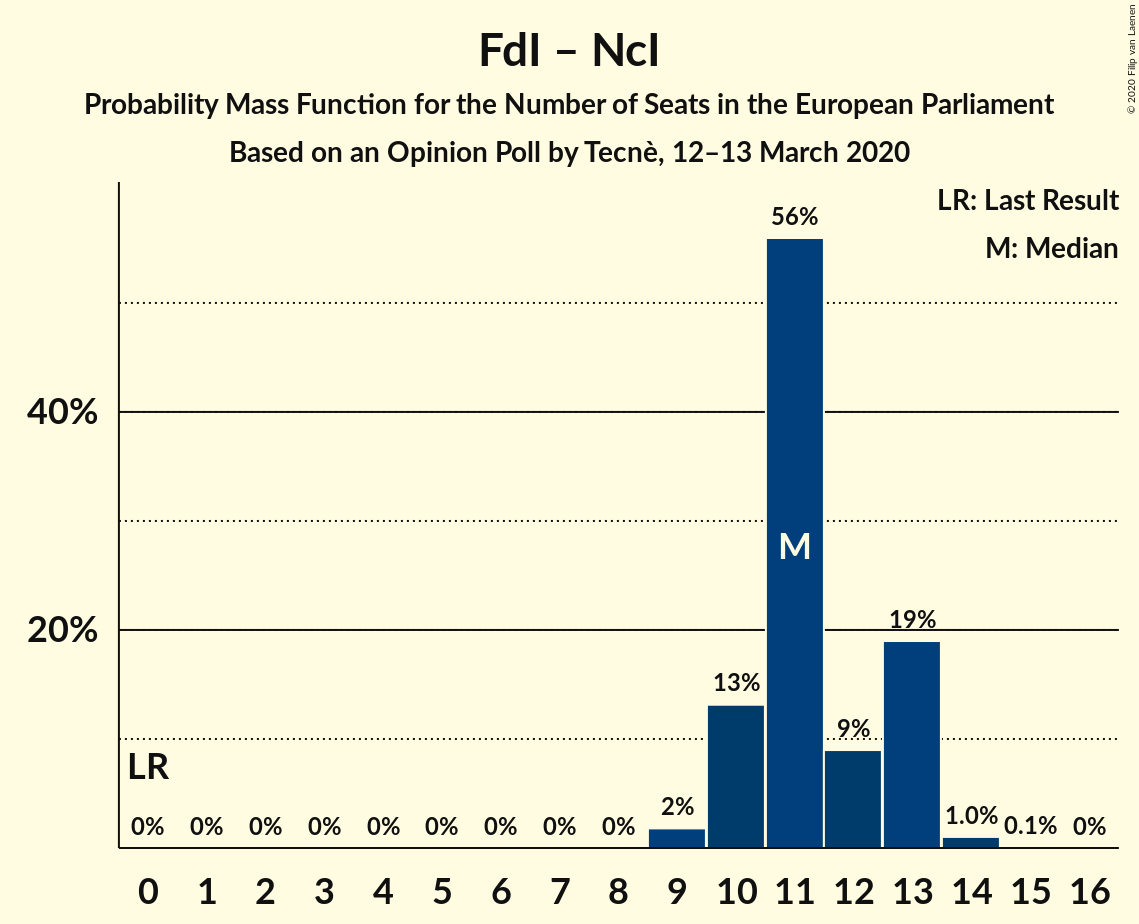 FdI – NcI
Probability Mass Function for the Number of Seats in the European Parliament
Based on an Opinion Poll by Tecnè, 12–13 March 2020
© 2020 Filip van Laenen
LR: Last Result
M: Median
56%
40%
M
20%
19%
13%
9%
LR
2%
1.0%
0% 0% 0% 0% 0% 0% 0% 0% 0% 0.1% 0%
0 1 2 3 4 5 6 7 8 9 10 11 12 13 14 15 16